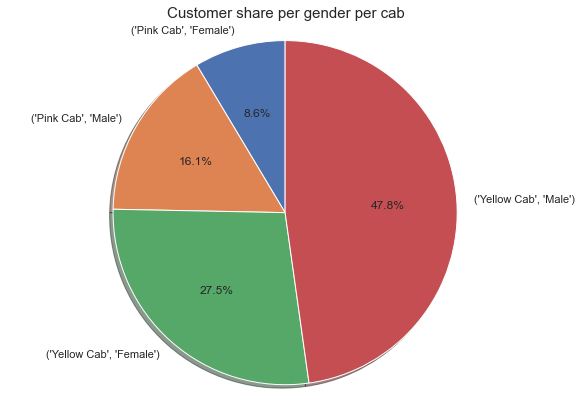 Customer share per gender per cab
('Pink Cab', 'Female')
8.6%
('Pink Cab', 'Male')
16.1%
('Yellow Cab', 'Male')
47.8%
27.5%
('Yellow Cab', 'Female')